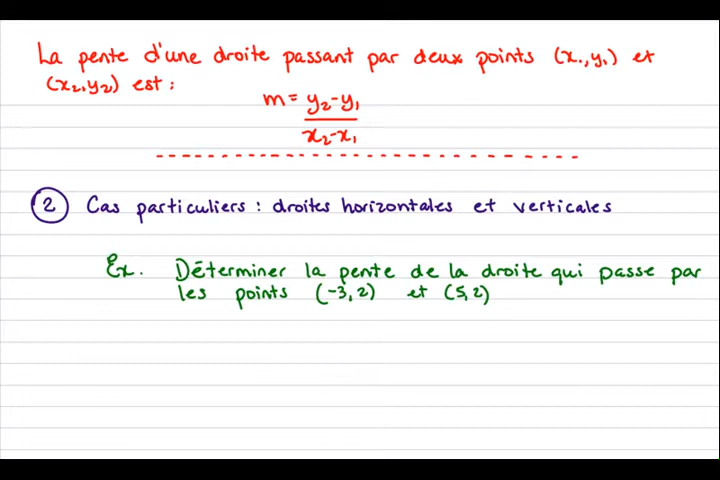 La pente d'une droite passant par deux points (x₁, y₁) et
(x₂, y₂) est :
m = y₂-y₁
x₂-x₁
② Cas particuliers : droites horizontales et verticales
Ex. Déterminer la pente de la droite qui passe par
les points (-3, 2) et (5, 2)